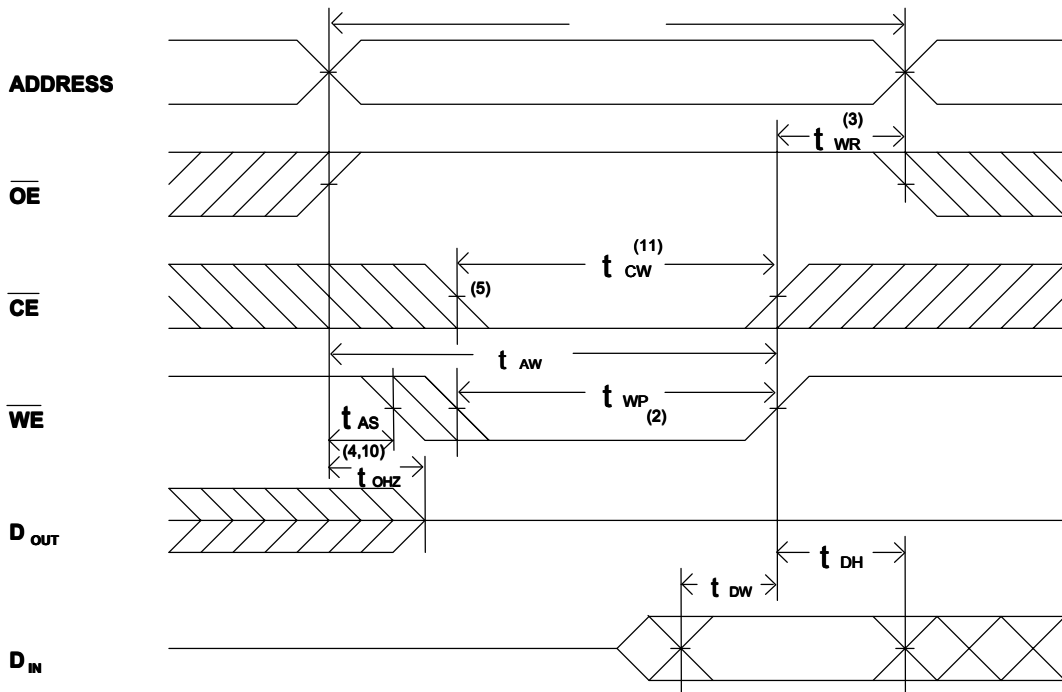 ADDRESS
(3)
t WR
OE
(11)
t CW
(5)
CE
t AW
t WP
(2)
WE
t AS
(4,10)
t OHZ
D OUT
t DH
t DW
D IN